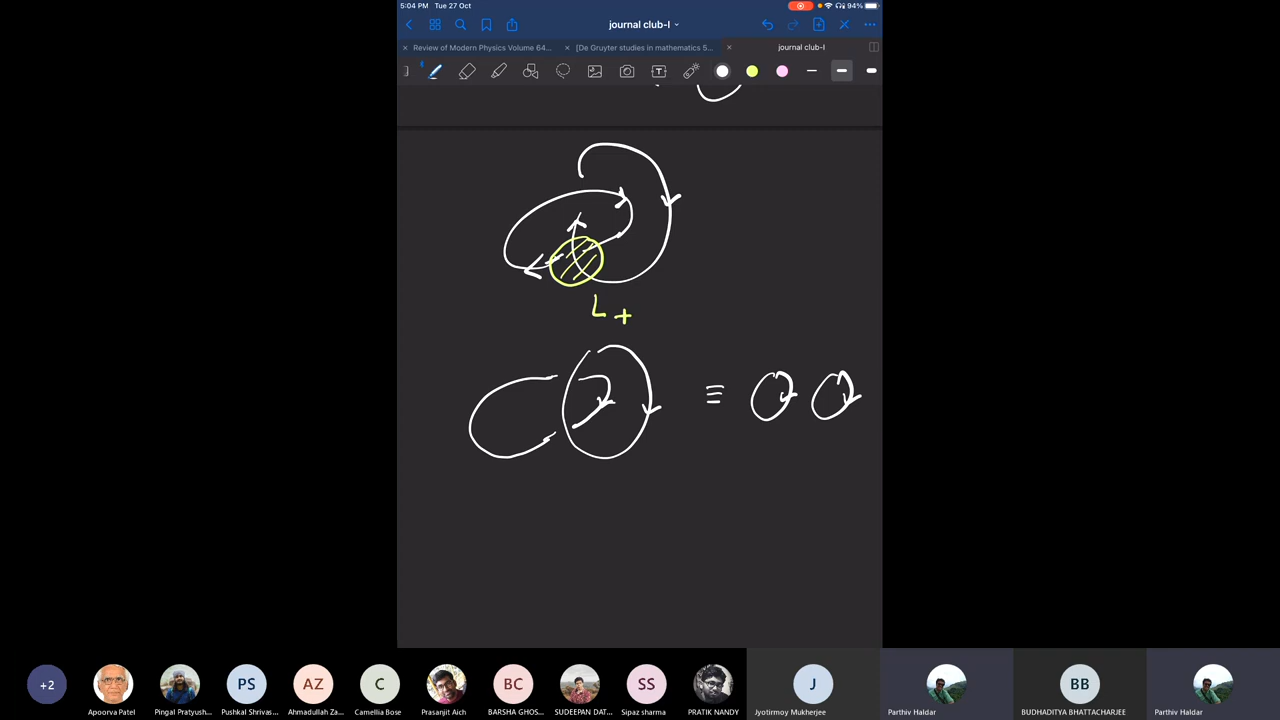 5:04 PM Tue 27 Oct 94%
journal club-I
Review of Modern Physics Volume 64... [De Gruyter studies in mathematics 5... journal club-I
L +
≡
+2 PS AZ C BC SS J BB
Apoorva Patel Pingal Pratyush... Pushkal Shrivas... Ahmadullah Za... Camellia Bose Prasanjit Aich BARSHA GHOS... SUDEEPAN DAT... Sipaz sharma PRATIK NANDY Jyotirmoy Mukherjee Parthiv Haldar BUDHADITYA BHATTACHARJEE Parthiv Haldar